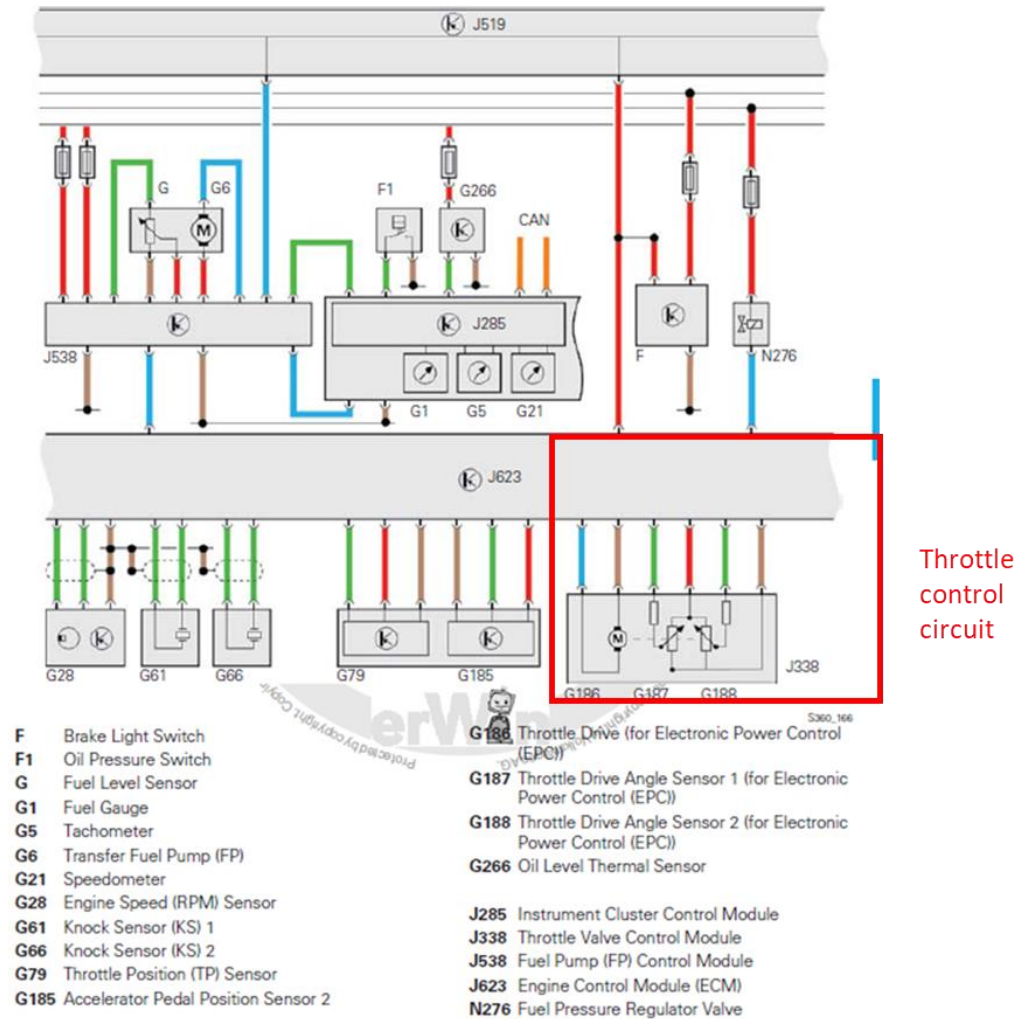 J519
G
G6
F1
G266
CAN
M
J538
J285
G1
G5
G21
F
N276
J623
Throttle
control
circuit
M
G28
G61
G66
G79
G185
J338
G186
G187
G188
S360_166
erWin
F Brake Light Switch
F1 Oil Pressure Switch
G Fuel Level Sensor
G1 Fuel Gauge
G5 Tachometer
G6 Transfer Fuel Pump (FP)
G21 Speedometer
G28 Engine Speed (RPM) Sensor
G61 Knock Sensor (KS) 1
G66 Knock Sensor (KS) 2
G79 Throttle Position (TP) Sensor
G185 Accelerator Pedal Position Sensor 2
G186 Throttle Drive (for Electronic Power Control
(EPC))
G187 Throttle Drive Angle Sensor 1 (for Electronic
Power Control (EPC))
G188 Throttle Drive Angle Sensor 2 (for Electronic
Power Control (EPC))
G266 Oil Level Thermal Sensor
J285 Instrument Cluster Control Module
J338 Throttle Valve Control Module
J538 Fuel Pump (FP) Control Module
J623 Engine Control Module (ECM)
N276 Fuel Pressure Regulator Valve